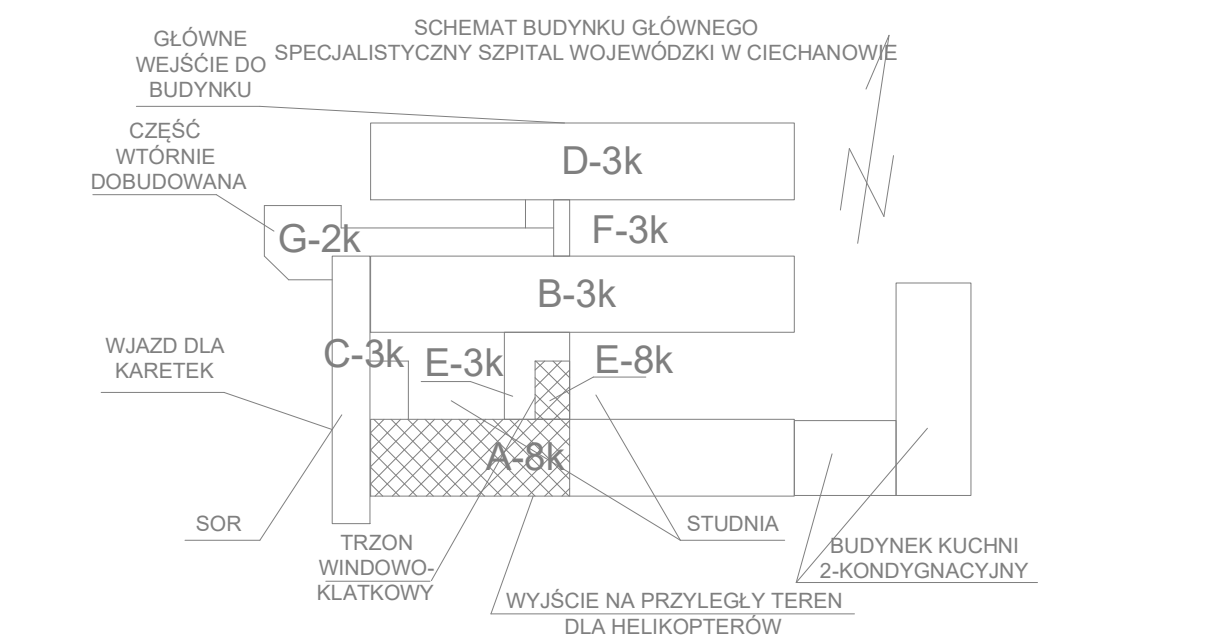 SCHEMAT BUDYNKU GŁÓWNEGO
SPECJALISTYCZNY SZPITAL WOJEWÓDZKI W CIECHANOWIE
GŁÓWNE
WEJŚĆIE DO
BUDYNKU
CZĘŚĆ
WTÓRNIE
DOBUDOWANA
D-3k
F-3k
G-2k
B-3k
WJAZD DLA
KARETEK
C-3k
E-3k
E-8k
A-8k
SOR
TRZON
WINDOWO-
KLATKOWY
STUDNIA
BUDYNEK KUCHNI
2-KONDYGNACYJNY
WYJŚCIE NA PRZYLEGŁY TEREN
DLA HELIKOPTERÓW